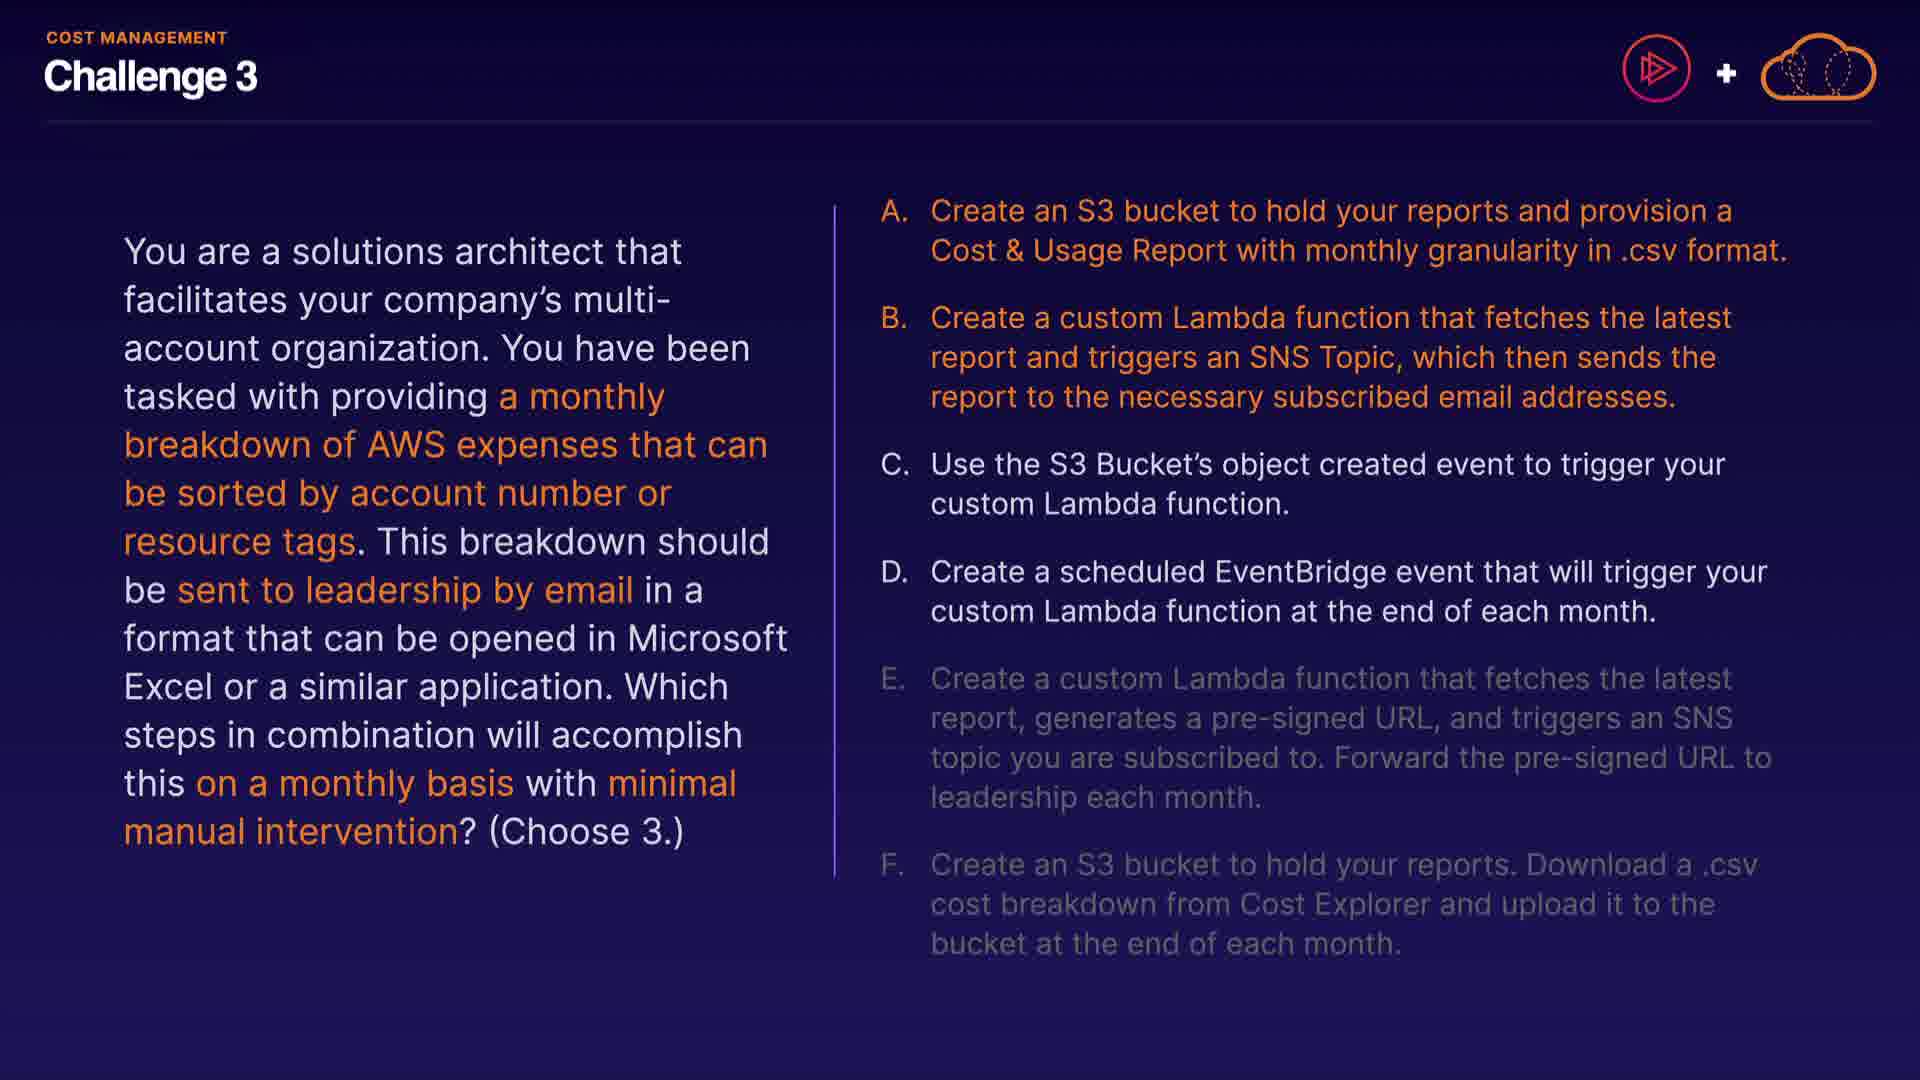 COST MANAGEMENT
Challenge 3
You are a solutions architect that
facilitates your company’s multi-
account organization. You have been
tasked with providing a monthly
breakdown of AWS expenses that can
be sorted by account number or
resource tags. This breakdown should
be sent to leadership by email in a
format that can be opened in Microsoft
Excel or a similar application. Which
steps in combination will accomplish
this on a monthly basis with minimal
manual intervention? (Choose 3.)
A. Create an S3 bucket to hold your reports and provision a
Cost & Usage Report with monthly granularity in .csv format.
B. Create a custom Lambda function that fetches the latest
report and triggers an SNS Topic, which then sends the
report to the necessary subscribed email addresses.
C. Use the S3 Bucket’s object created event to trigger your
custom Lambda function.
D. Create a scheduled EventBridge event that will trigger your
custom Lambda function at the end of each month.
E. Create a custom Lambda function that fetches the latest
report, generates a pre-signed URL, and triggers an SNS
topic you are subscribed to. Forward the pre-signed URL to
leadership each month.
F. Create an S3 bucket to hold your reports. Download a .csv
cost breakdown from Cost Explorer and upload it to the
bucket at the end of each month.